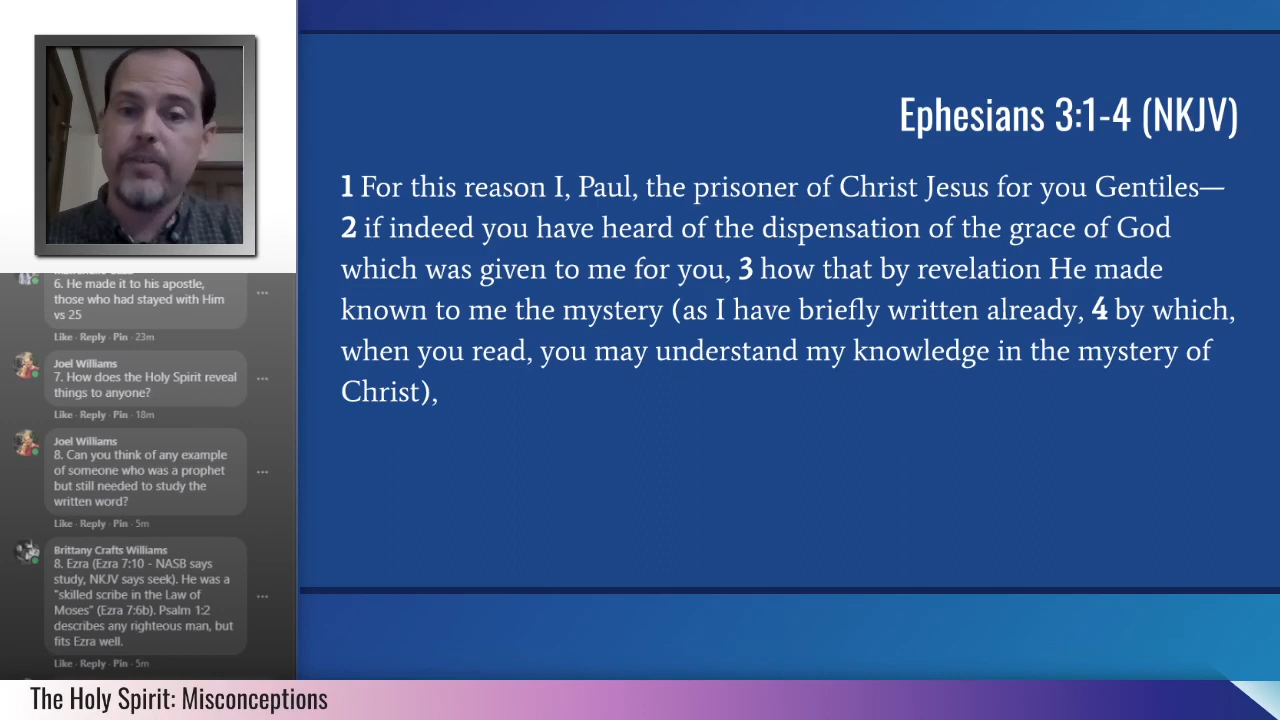 Ephesians 3:1-4 (NKJV)
1 For this reason I, Paul, the prisoner of Christ Jesus for you Gentiles—
2 if indeed you have heard of the dispensation of the grace of God
which was given to me for you, 3 how that by revelation He made
known to me the mystery (as I have briefly written already, 4 by which,
when you read, you may understand my knowledge in the mystery of
Christ),
6. He made it to his apostle,
those who had stayed with Him
vs 25
Like · Reply · Pin · 23m
Joel Williams
7. How does the Holy Spirit reveal
things to anyone?
Like · Reply · Pin · 18m
Joel Williams
8. Can you think of any example
of someone who was a prophet
but still needed to study the
written word?
Like · Reply · Pin · 5m
Brittany Crafts Williams
8. Ezra (Ezra 7:10 - NASB says
study, NKJV says seek). He was a
"skilled scribe in the Law of
Moses" (Ezra 7:6b). Psalm 1:2
describes any righteous man, but
fits Ezra well.
Like · Reply · Pin · 5m
The Holy Spirit: Misconceptions